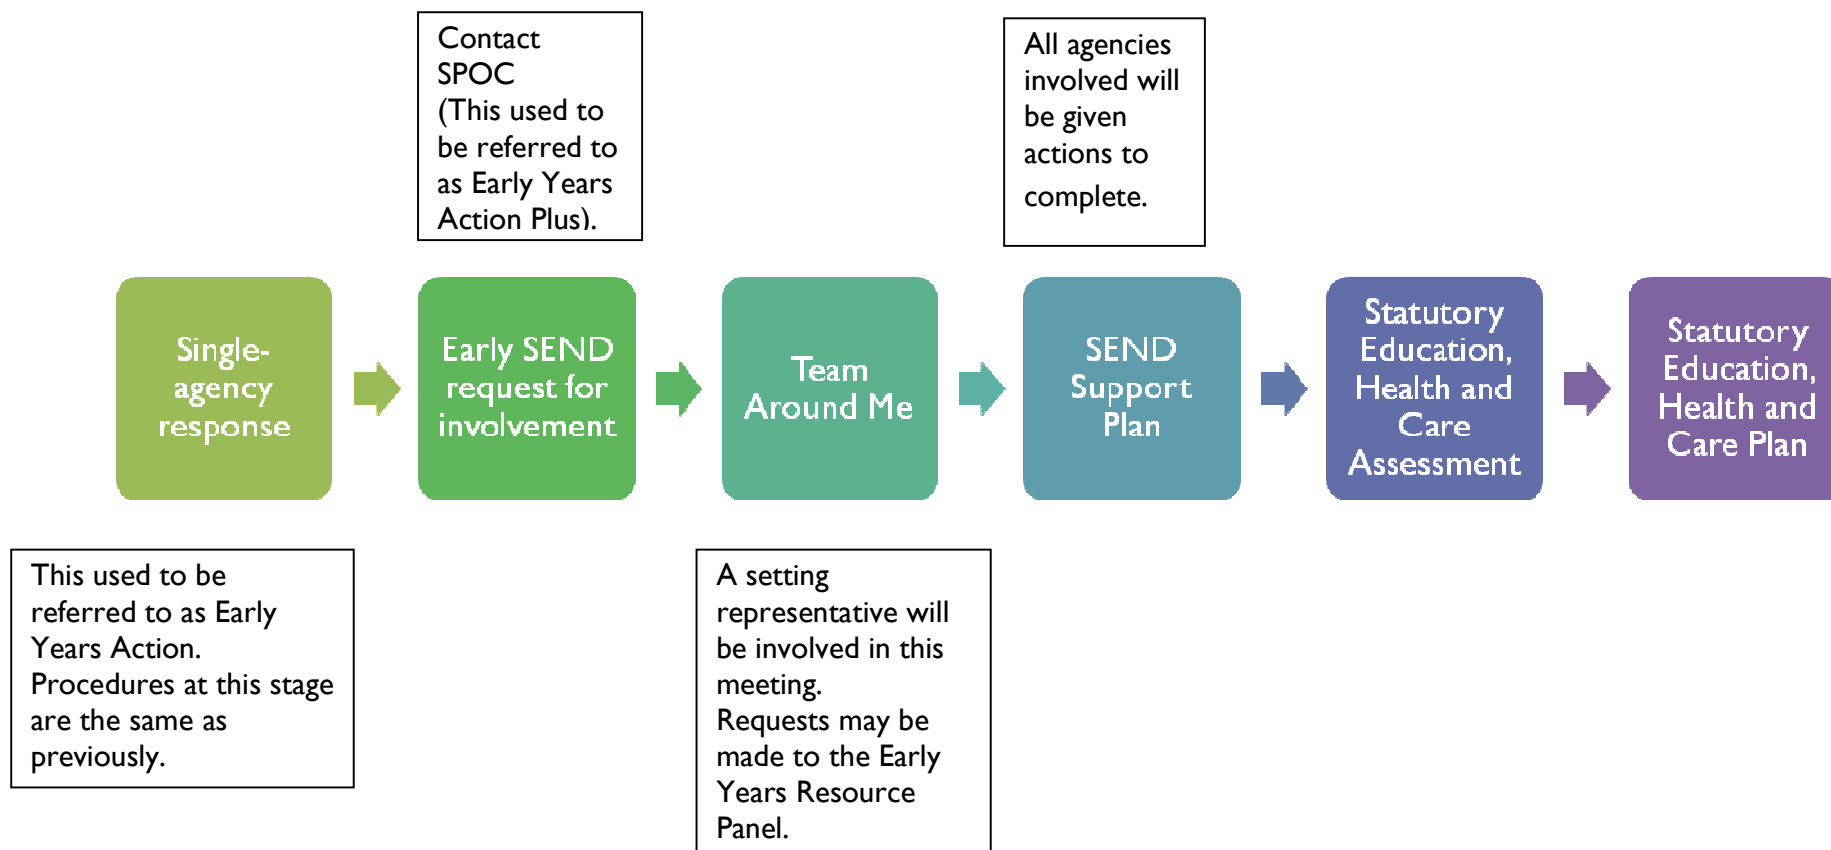 Contact
SPOC
(This used to
be referred to
as Early Years
Action Plus).
All agencies
involved will
be given
actions to
complete.
Single-
agency
response
Early SEND
request for
involvement
Team
Around Me
SEND
Support
Plan
Statutory
Education,
Health and
Care
Assessment
Statutory
Education,
Health and
Care Plan
This used to be
referred to as Early
Years Action.
Procedures at this stage
are the same as
previously.
A setting
representative will
be involved in this
meeting.
Requests may be
made to the Early
Years Resource
Panel.